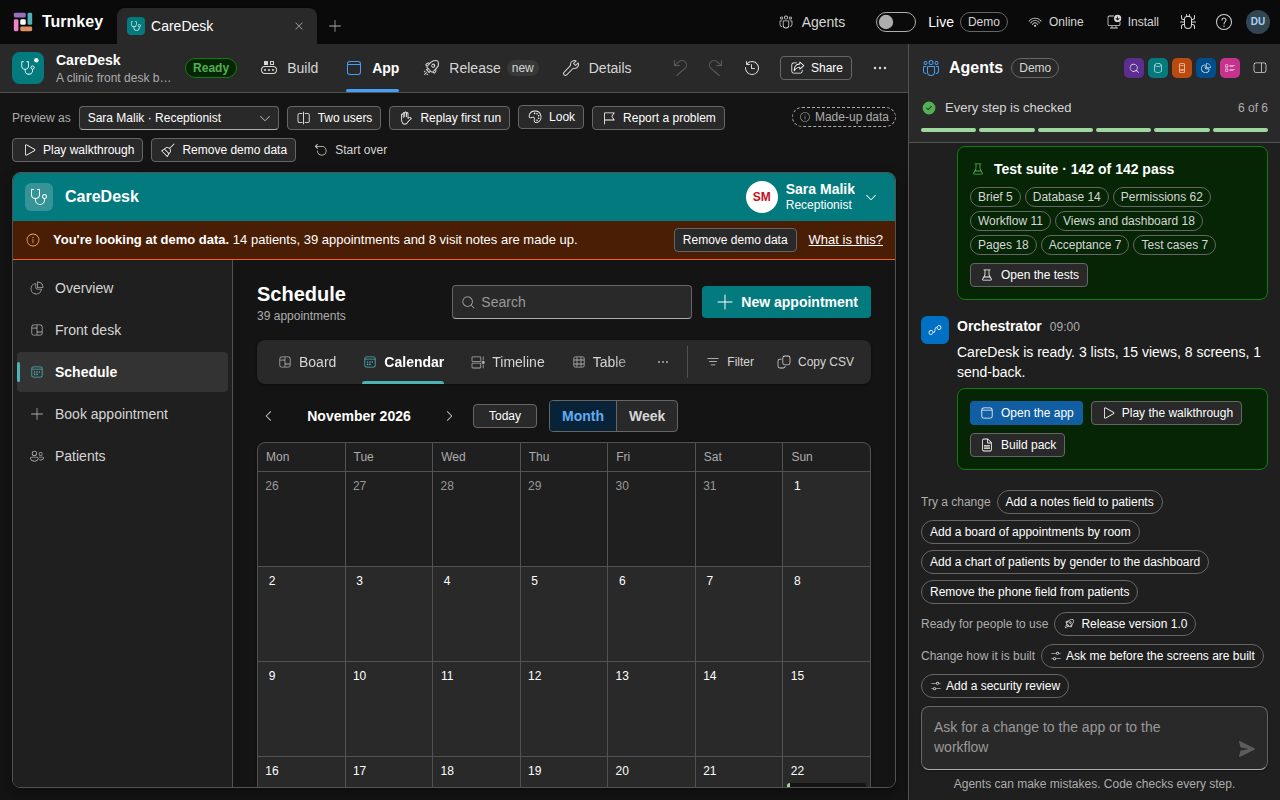 Turnkey
CareDesk
Agents
Live
Demo
Online
Install
DU
CareDesk
A clinic front desk b…
Ready
Build
App
Release new
Details
Share
Agents
Demo
Preview as
Sara Malik · Receptionist
Two users
Replay first run
Look
Report a problem
Made-up data
Play walkthrough
Remove demo data
Start over
Every step is checked
6 of 6
CareDesk
SM
Sara Malik
Receptionist
You're looking at demo data. 14 patients, 39 appointments and 8 visit notes are made up.
Remove demo data
What is this?
Overview
Front desk
Schedule
Book appointment
Patients
Schedule
39 appointments
Search
New appointment
Board
Calendar
Timeline
Table
Filter
Copy CSV
November 2026
Today
Month
Week
Mon Tue Wed Thu Fri Sat Sun
26 27 28 29 30 31 1
2 3 4 5 6 7 8
9 10 11 12 13 14 15
16 17 18 19 20 21 22
Test suite · 142 of 142 pass
Brief 5
Database 14
Permissions 62
Workflow 11
Views and dashboard 18
Pages 18
Acceptance 7
Test cases 7
Open the tests
Orchestrator 09:00
CareDesk is ready. 3 lists, 15 views, 8 screens, 1
send-back.
Open the app
Play the walkthrough
Build pack
Try a change
Add a notes field to patients
Add a board of appointments by room
Add a chart of patients by gender to the dashboard
Remove the phone field from patients
Ready for people to use
Release version 1.0
Change how it is built
Ask me before the screens are built
Add a security review
Ask for a change to the app or to the
workflow
Agents can make mistakes. Code checks every step.